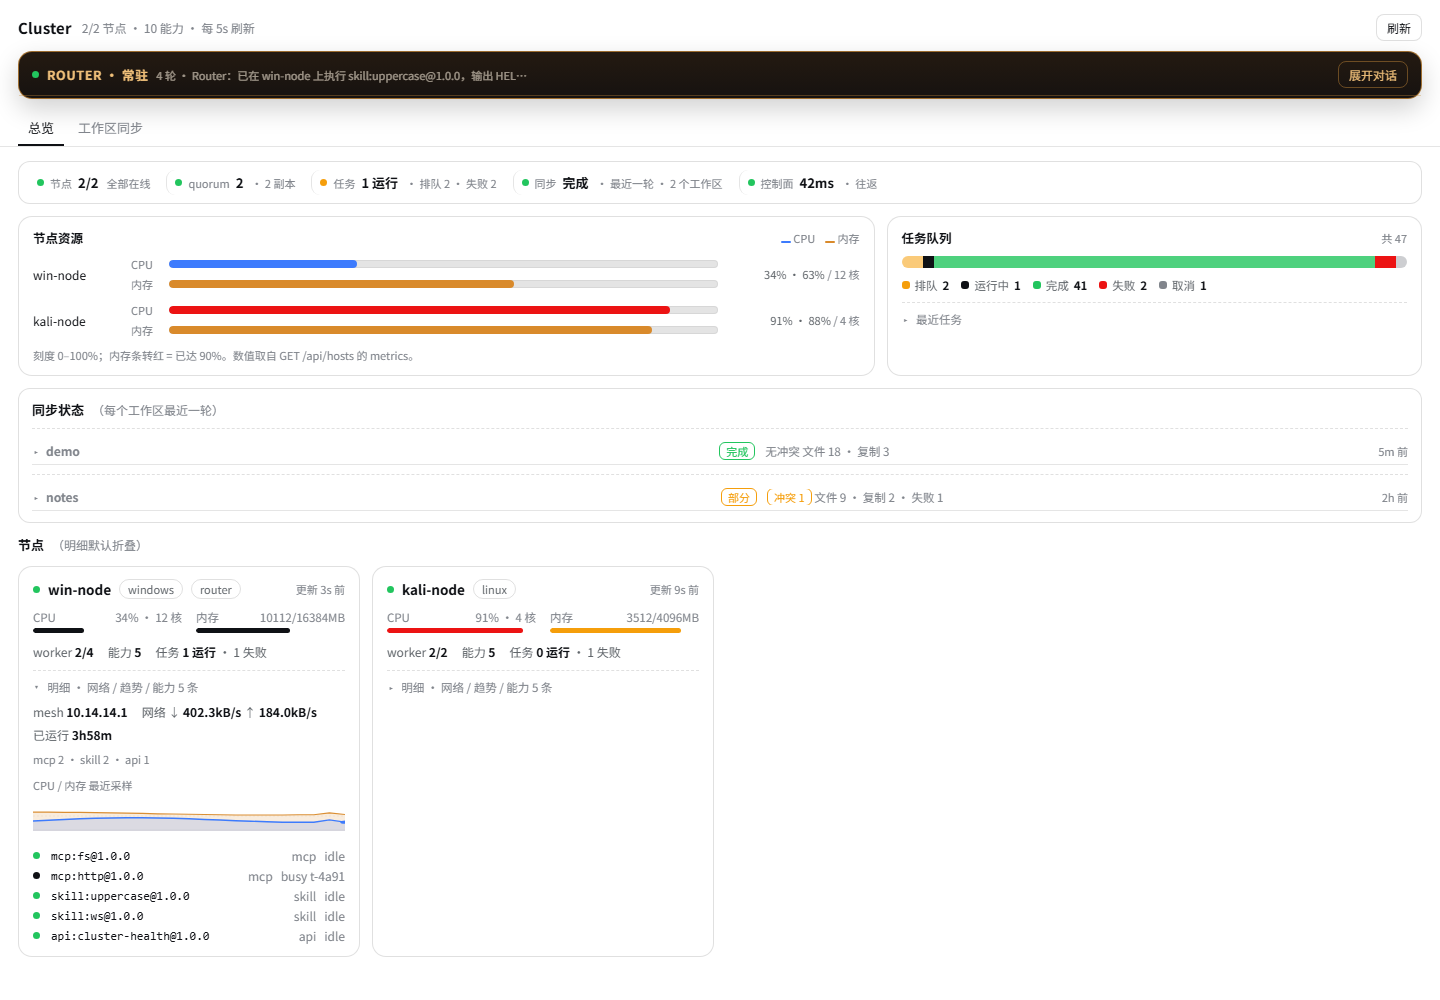 Cluster 2/2 节点 · 10 能力 · 每 5s 刷新 刷新
ROUTER · 常驻 4 轮 · Router：已在 win-node 上执行 skill:uppercase@1.0.0，输出 HEL… 展开对话
总览 工作区同步
节点 2/2 全部在线 quorum 2 · 2 副本 任务 1 运行 · 排队 2 · 失败 2 同步 完成 · 最近一轮 · 2 个工作区 控制面 42ms · 往返
节点资源 CPU 内存
win-node CPU 34% · 63% / 12 核
内存
kali-node CPU 91% · 88% / 4 核
内存
刻度 0–100%；内存条转红 = 已达 90%。数值取自 GET /api/hosts 的 metrics。
任务队列 共 47
排队 2 运行中 1 完成 41 失败 2 取消 1
最近任务
同步状态 （每个工作区最近一轮）
demo 完成 无冲突 文件 18 · 复制 3 5m 前
notes 部分 冲突 1 文件 9 · 复制 2 · 失败 1 2h 前
节点 （明细默认折叠）
win-node windows router 更新 3s 前
CPU 34% · 12 核 内存 10112/16384MB
worker 2/4 能力 5 任务 1 运行 · 1 失败
明细 · 网络 / 趋势 / 能力 5 条
mesh 10.14.14.1 网络 ↓ 402.3kB/s ↑ 184.0kB/s
已运行 3h58m
mcp 2 · skill 2 · api 1
CPU / 内存 最近采样
mcp:fs@1.0.0 mcp idle
mcp:http@1.0.0 mcp busy t-4a91
skill:uppercase@1.0.0 skill idle
skill:ws@1.0.0 skill idle
api:cluster-health@1.0.0 api idle
kali-node linux 更新 9s 前
CPU 91% · 4 核 内存 3512/4096MB
worker 2/2 能力 5 任务 0 运行 · 1 失败
明细 · 网络 / 趋势 / 能力 5 条